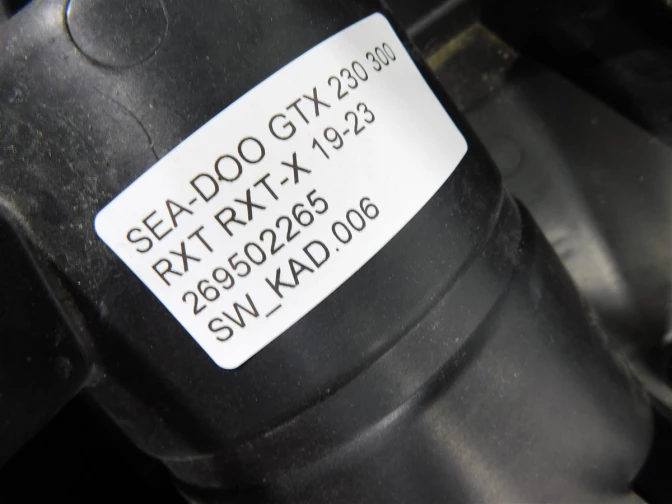 SEA-DOO GTX 230 300
RXT RXT-X 19-23
269502265
SW_KAD.006